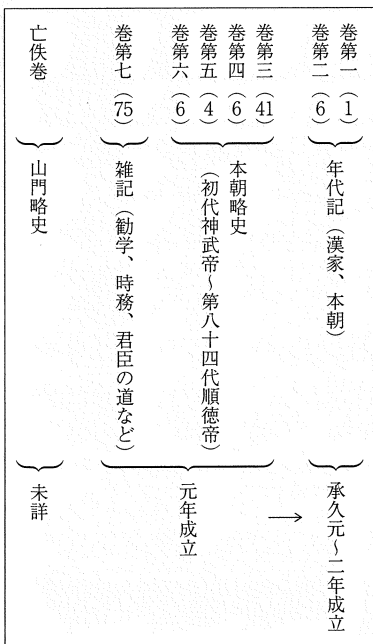 巻第一(1)
巻第二(6)
年代記(漢家、本朝)
承久元~二年成立
巻第三(41)
巻第四(6)
巻第五(4)
巻第六(6)
本朝略史
(初代神武帝~第八十四代順徳帝)
巻第七(75)
雑記(勧学、時務、君臣の道など)
元年成立
亡佚巻
山門略史
未詳